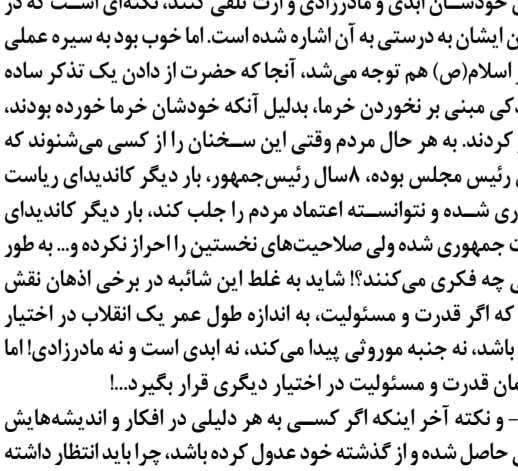 خودشان ابدی و مادرزادی و ارث تلقی کنند، نکته‌ای است که در
ایشان به درستی به آن اشاره شده است. اما خوب بود به سیره عملی
اسلام(ص) هم توجه می‌شد، آنجا که حضرت از دادن یک تذکر ساده
مبنی بر نخوردن خرما، بدلیل آنکه خودشان خرما خورده بودند،
کردند. به هر حال مردم وقتی این سخنان را از کسی می‌شنوند که
رئیس مجلس بوده، ۸سال رئیس‌جمهور، بار دیگر کاندیدای ریاست
شده و نتوانسته اعتماد مردم را جلب کند، بار دیگر کاندیدای
جمهوری شده ولی صلاحیت‌های نخستین را احراز نکرده و... به طور
چه فکری می‌کنند؟! شاید به غلط این شائبه در برخی اذهان نقش
که اگر قدرت و مسئولیت، به اندازه طول عمر یک انقلاب در اختیار
باشد، نه جنبه موروثی پیدا می‌کند، نه ابدی است و نه مادرزادی! اما
قدرت و مسئولیت در اختیار دیگری قرار بگیرد...!
– و نکته آخر اینکه اگر کسی به هر دلیلی در افکار و اندیشه‌هایش
حاصل شده و از گذشته خود عدول کرده باشد، چرا باید انتظار داشته